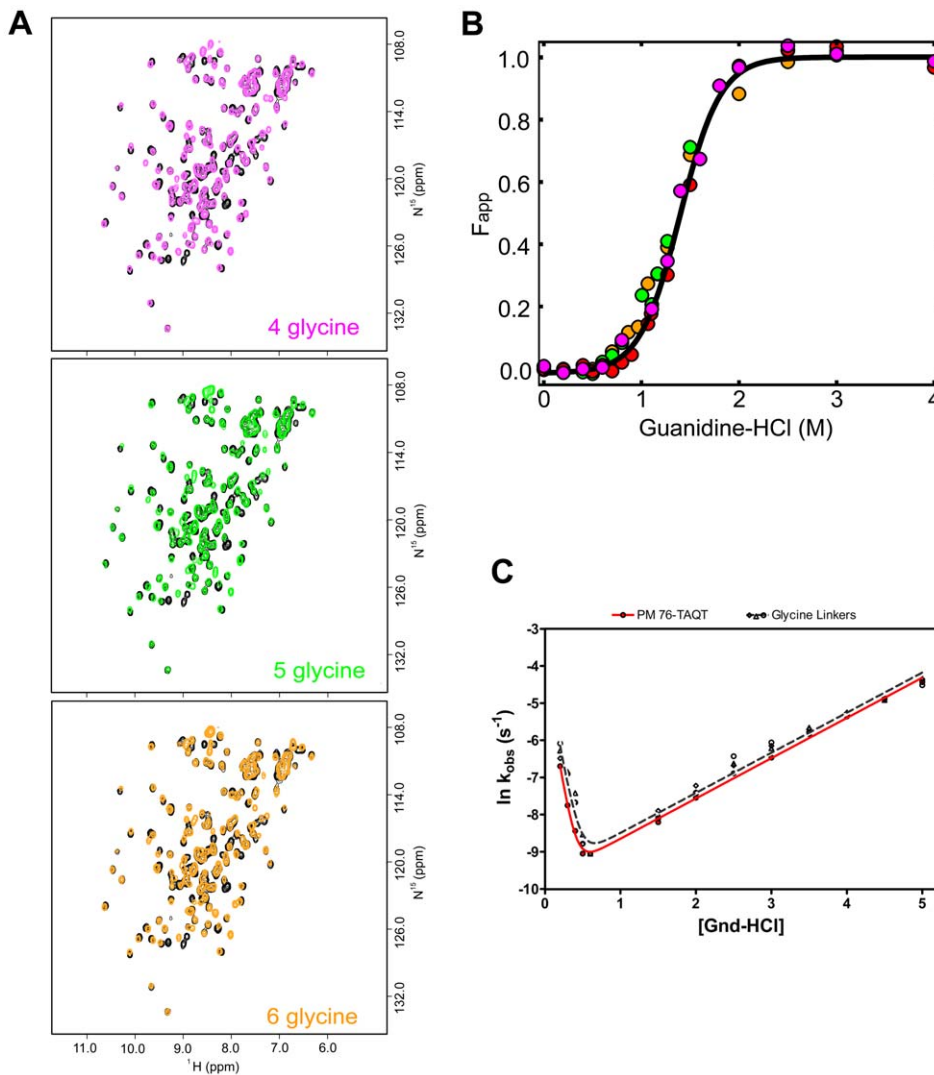 A
108.0
114.0
120.0
126.0
132.0
N¹⁵ (ppm)
4 glycine
108.0
114.0
120.0
126.0
132.0
N¹⁵ (ppm)
5 glycine
108.0
114.0
120.0
126.0
132.0
N¹⁵ (ppm)
6 glycine
11.0 10.0 9.0 8.0 7.0 6.0
¹H (ppm)
B
1.0
0.8
0.6
0.4
0.2
0.0
Fapp
0 1 2 3 4
Guanidine-HCl (M)
C
PM 76-TAQT Glycine Linkers
-3
-4
-5
-6
-7
-8
-9
-10
ln kobs (s⁻¹)
0 1 2 3 4 5
[Gnd-HCl]